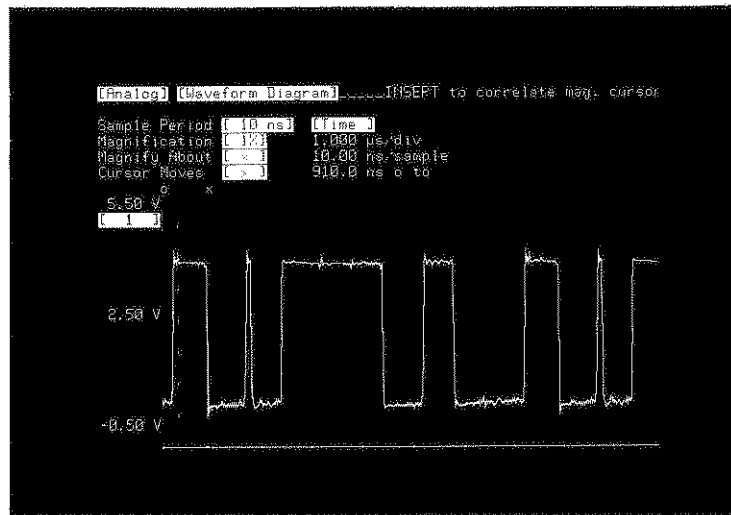 [Analog] [Waveform Diagram] INSERT to correlate mag. cursor
Sample Period [ 10 ns] [Time ]
Magnification [ 1X] 1.000 µs/div
Magnify About [ x ] 10.00 ns/sample
Cursor Moves [ > ] 910.0 ns o to
o x
5.50 V
[ 1 ]
2.50 V
-0.50 V